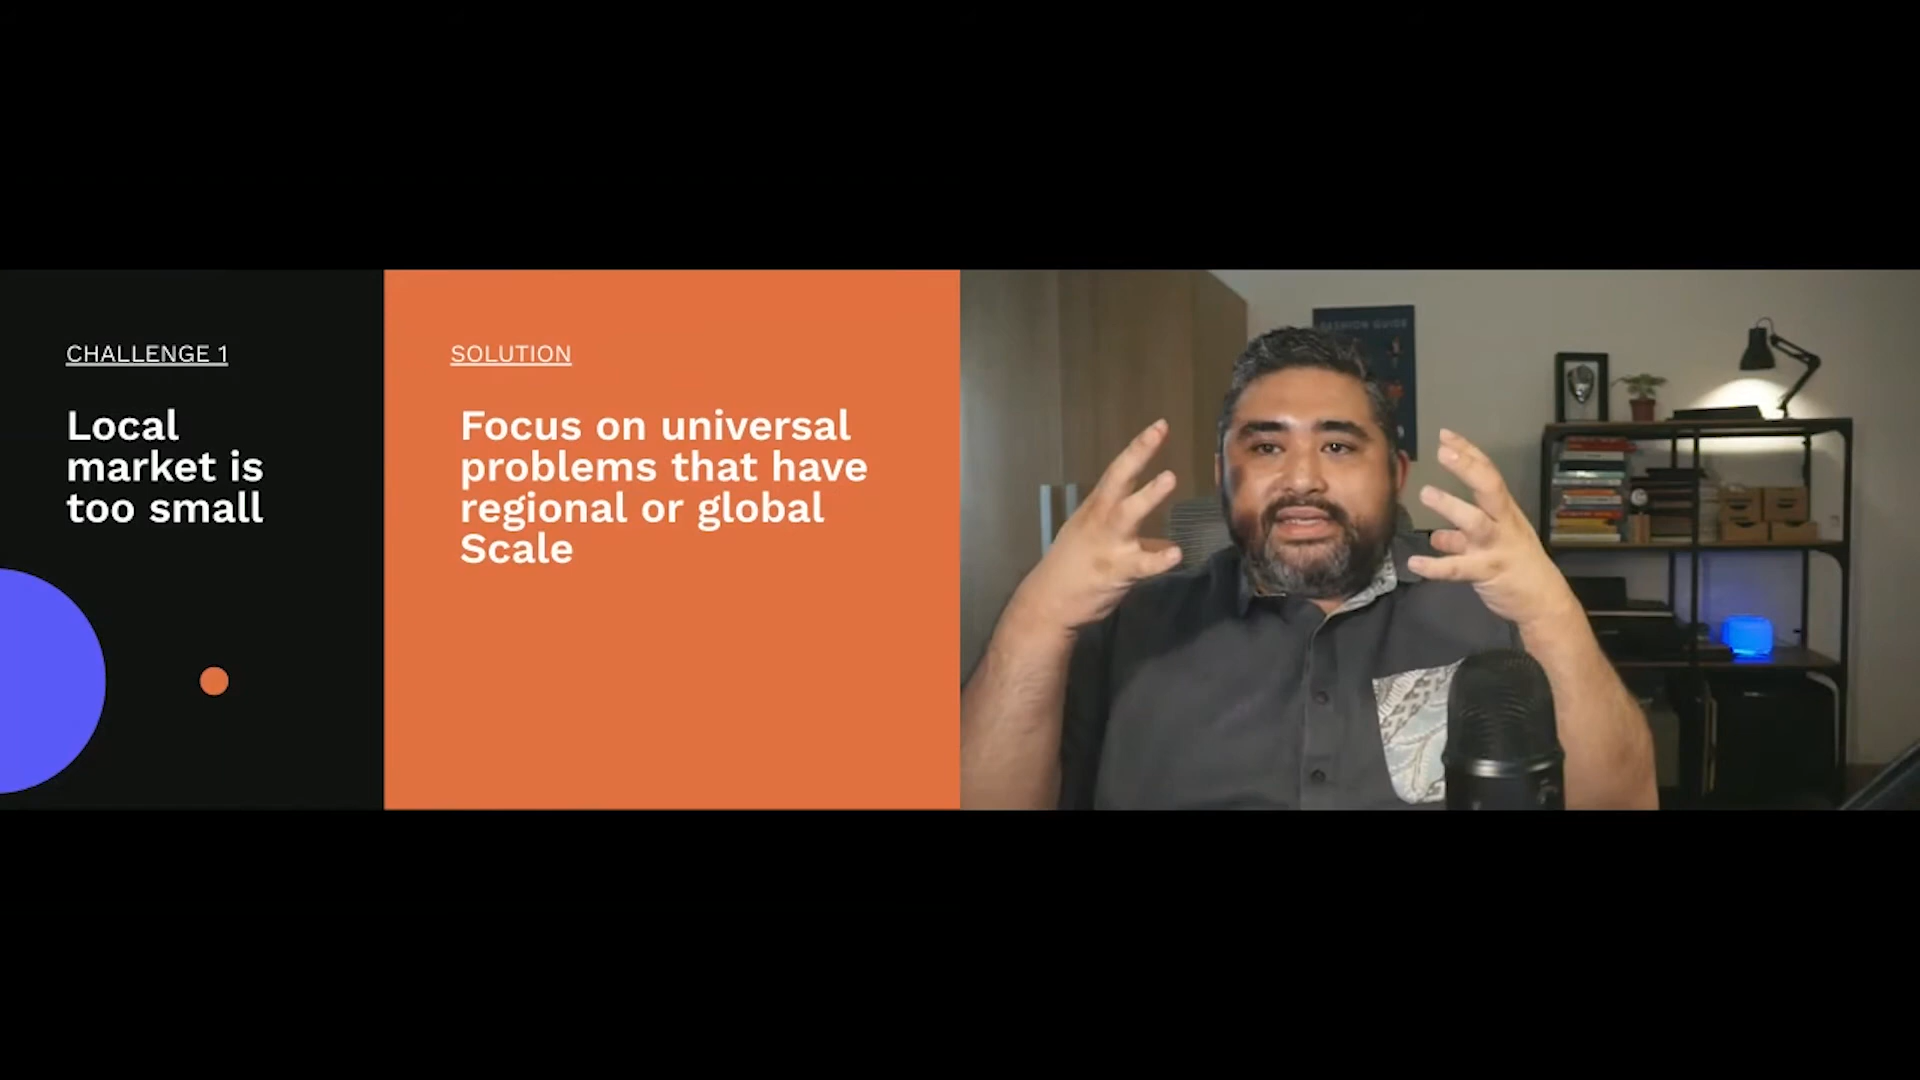 CHALLENGE 1
Local
market is
too small
SOLUTION
Focus on universal
problems that have
regional or global
Scale